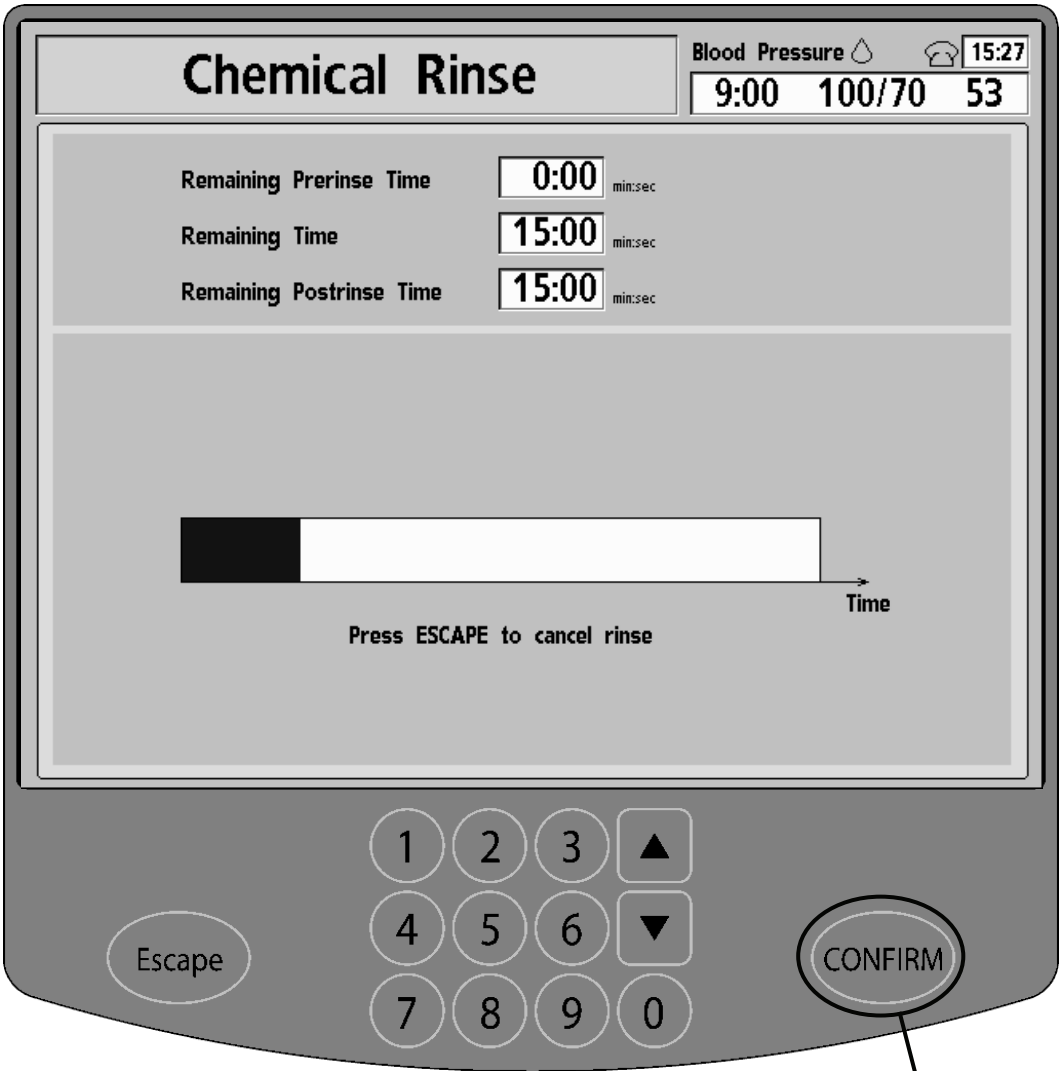 Chemical Rinse
Blood Pressure 15:27
9:00 100/70 53
Remaining Prerinse Time 0:00 min:sec
Remaining Time 15:00 min:sec
Remaining Postrinse Time 15:00 min:sec
Time
Press ESCAPE to cancel rinse
1 2 3
4 5 6
Escape CONFIRM
7 8 9 0